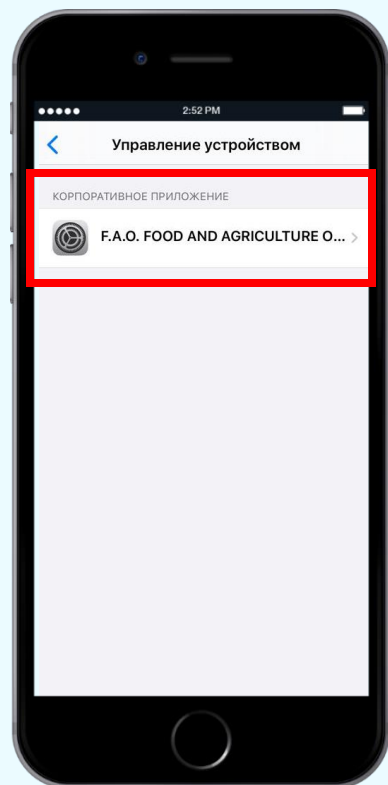 2:52 PM
Управление устройством
КОРПОРАТИВНОЕ ПРИЛОЖЕНИЕ
F.A.O. FOOD AND AGRICULTURE O...